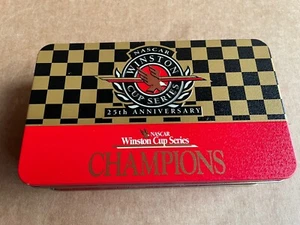 NASCAR
WINSTON
CUP SERIES
25th ANNIVERSARY
NASCAR
Winston Cup Series
CHAMPIONS